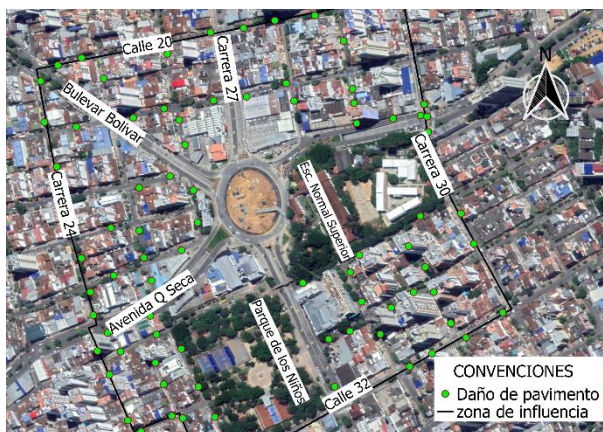 Calle 20
Carrera 27
N
Bulevar Bolivar
Carrera 24
Esc. Normal Superior
Carrera 30
Avenida Q Seca
Parque de los Niños
Calle 32
CONVENCIONES
Daño de pavimento
zona de influencia